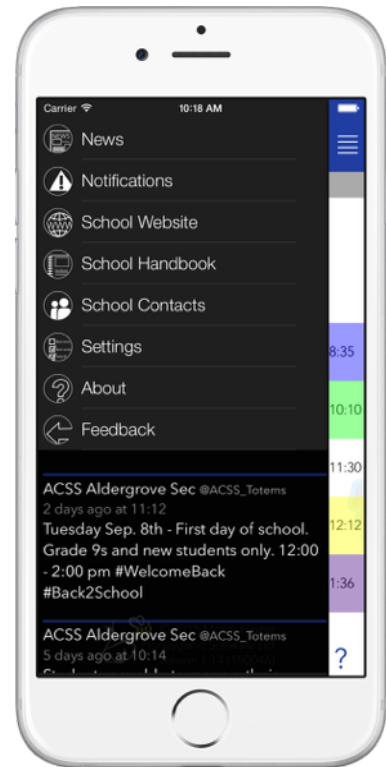 Carrier 10:18 AM
News
Notifications
School Website
School Handbook
School Contacts
Settings
About
Feedback
8:35
10:10
11:30
12:12
1:36
?
ACSS Aldergrove Sec @ACSS_Totems
2 days ago at 11:12
Tuesday Sep. 8th - First day of school.
Grade 9s and new students only. 12:00
- 2:00 pm #WelcomeBack
#Back2School
ACSS Aldergrove Sec @ACSS_Totems
5 days ago at 10:14